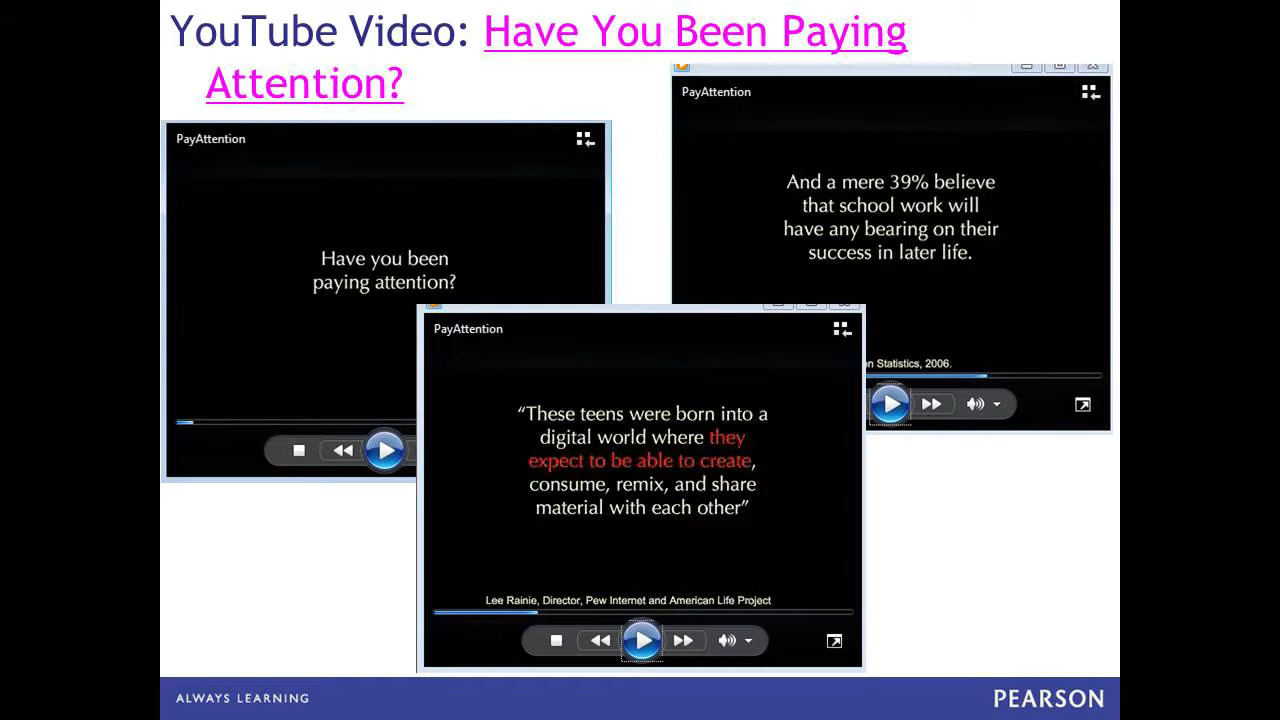 YouTube Video: Have You Been Paying
Attention?
PayAttention
Have you been
paying attention?
PayAttention
And a mere 39% believe
that school work will
have any bearing on their
success in later life.
Statistics, 2006.
PayAttention
“These teens were born into a
digital world where they
expect to be able to create,
consume, remix, and share
material with each other”
Lee Rainie, Director, Pew Internet and American Life Project
ALWAYS LEARNING
PEARSON